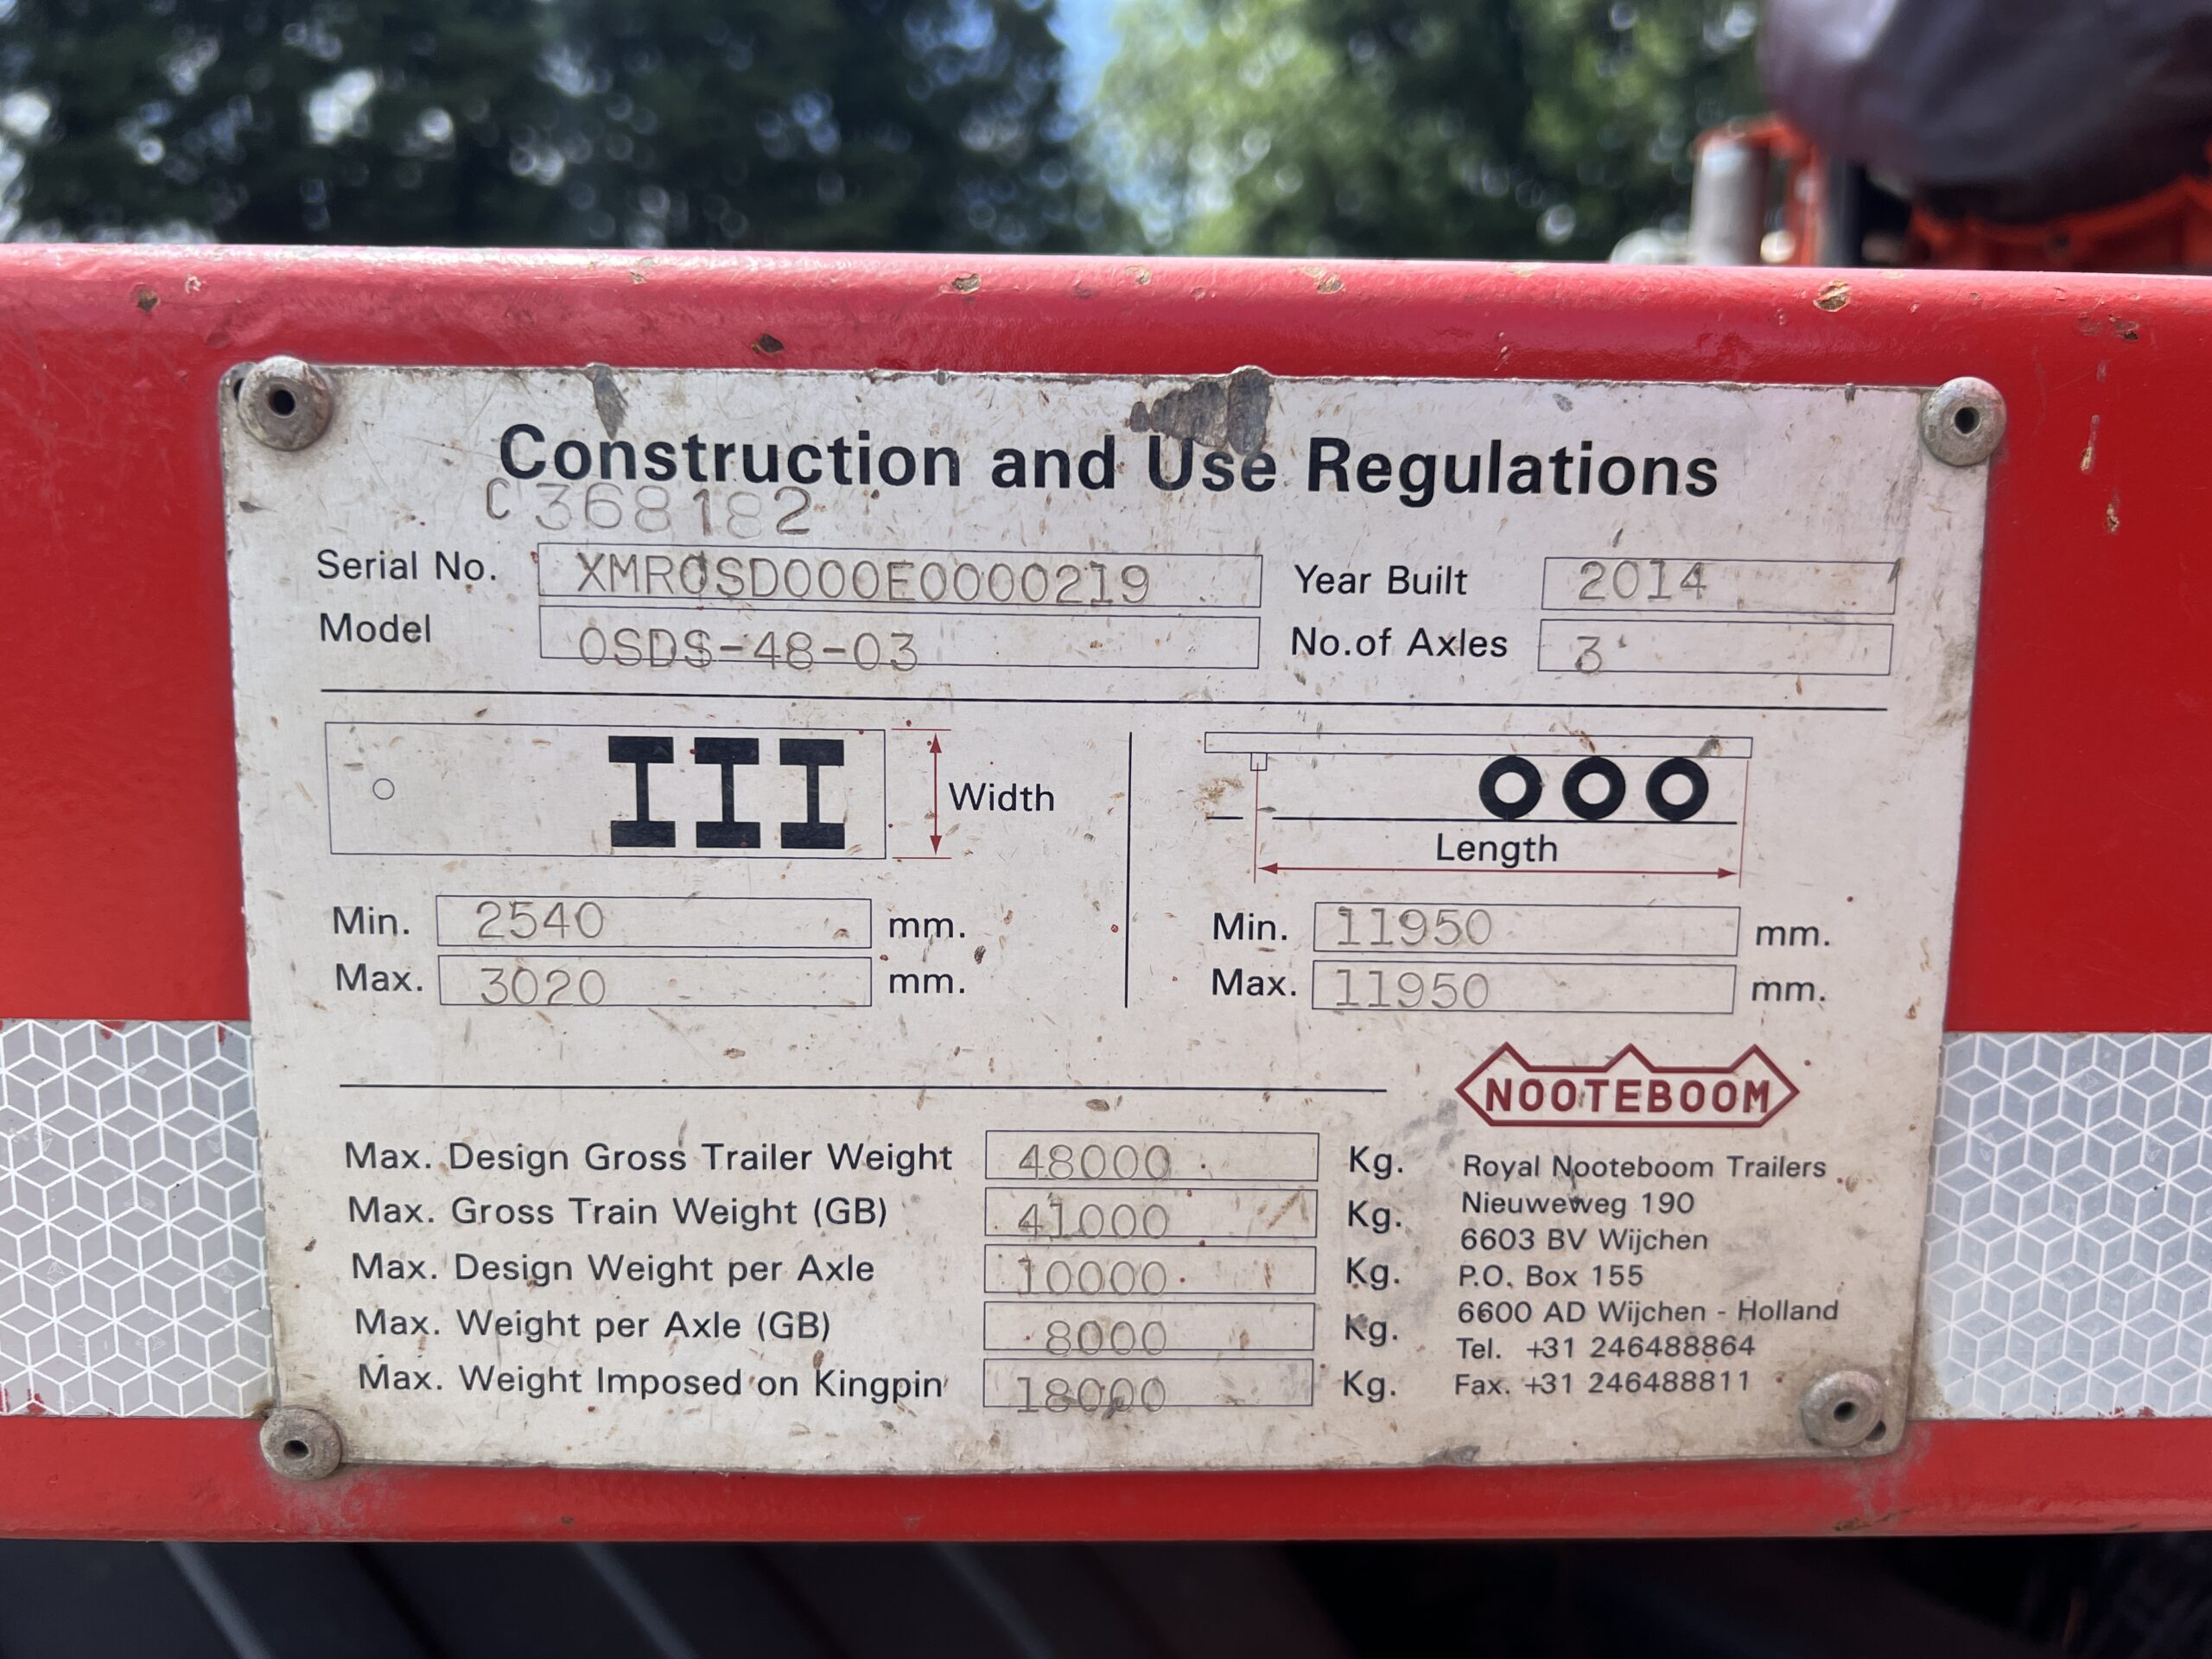 Construction and Use Regulations
C368182
Serial No. XMROSD000E0000219 Year Built 2014
Model OSDS-48-03 No.of Axles 3
Width
Length
Min. 2540 mm. Min. 11950 mm.
Max. 3020 mm. Max. 11950 mm.
NOOTEBOOM
Max. Design Gross Trailer Weight 48000 Kg.
Max. Gross Train Weight (GB) 41000 Kg.
Max. Design Weight per Axle 10000 Kg.
Max. Weight per Axle (GB) 8000 Kg.
Max. Weight Imposed on Kingpin 18000 Kg.
Royal Nooteboom Trailers
Nieuweweg 190
6603 BV Wijchen
P.O. Box 155
6600 AD Wijchen - Holland
Tel. +31 246488864
Fax. +31 246488811